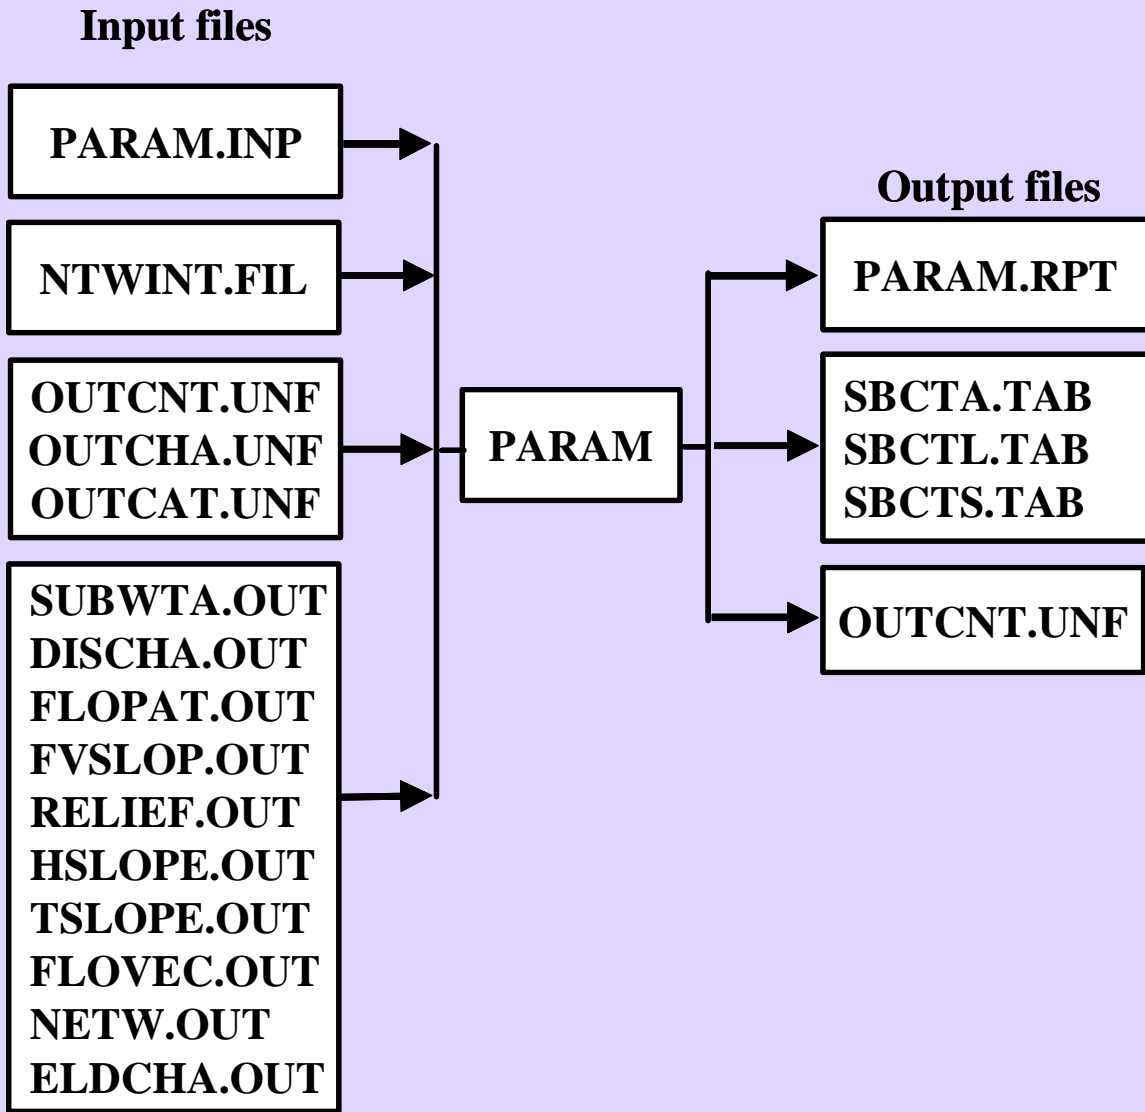 Input files
PARAM.INP
NTWINT.FIL
OUTCNT.UNF
OUTCHA.UNF
OUTCAT.UNF
SUBWTA.OUT
DISCHA.OUT
FLOPAT.OUT
FVSLOP.OUT
RELIEF.OUT
HSLOPE.OUT
TSLOPE.OUT
FLOVEC.OUT
NETW.OUT
ELDCHA.OUT
PARAM
Output files
PARAM.RPT
SBCTA.TAB
SBCTL.TAB
SBCTS.TAB
OUTCNT.UNF